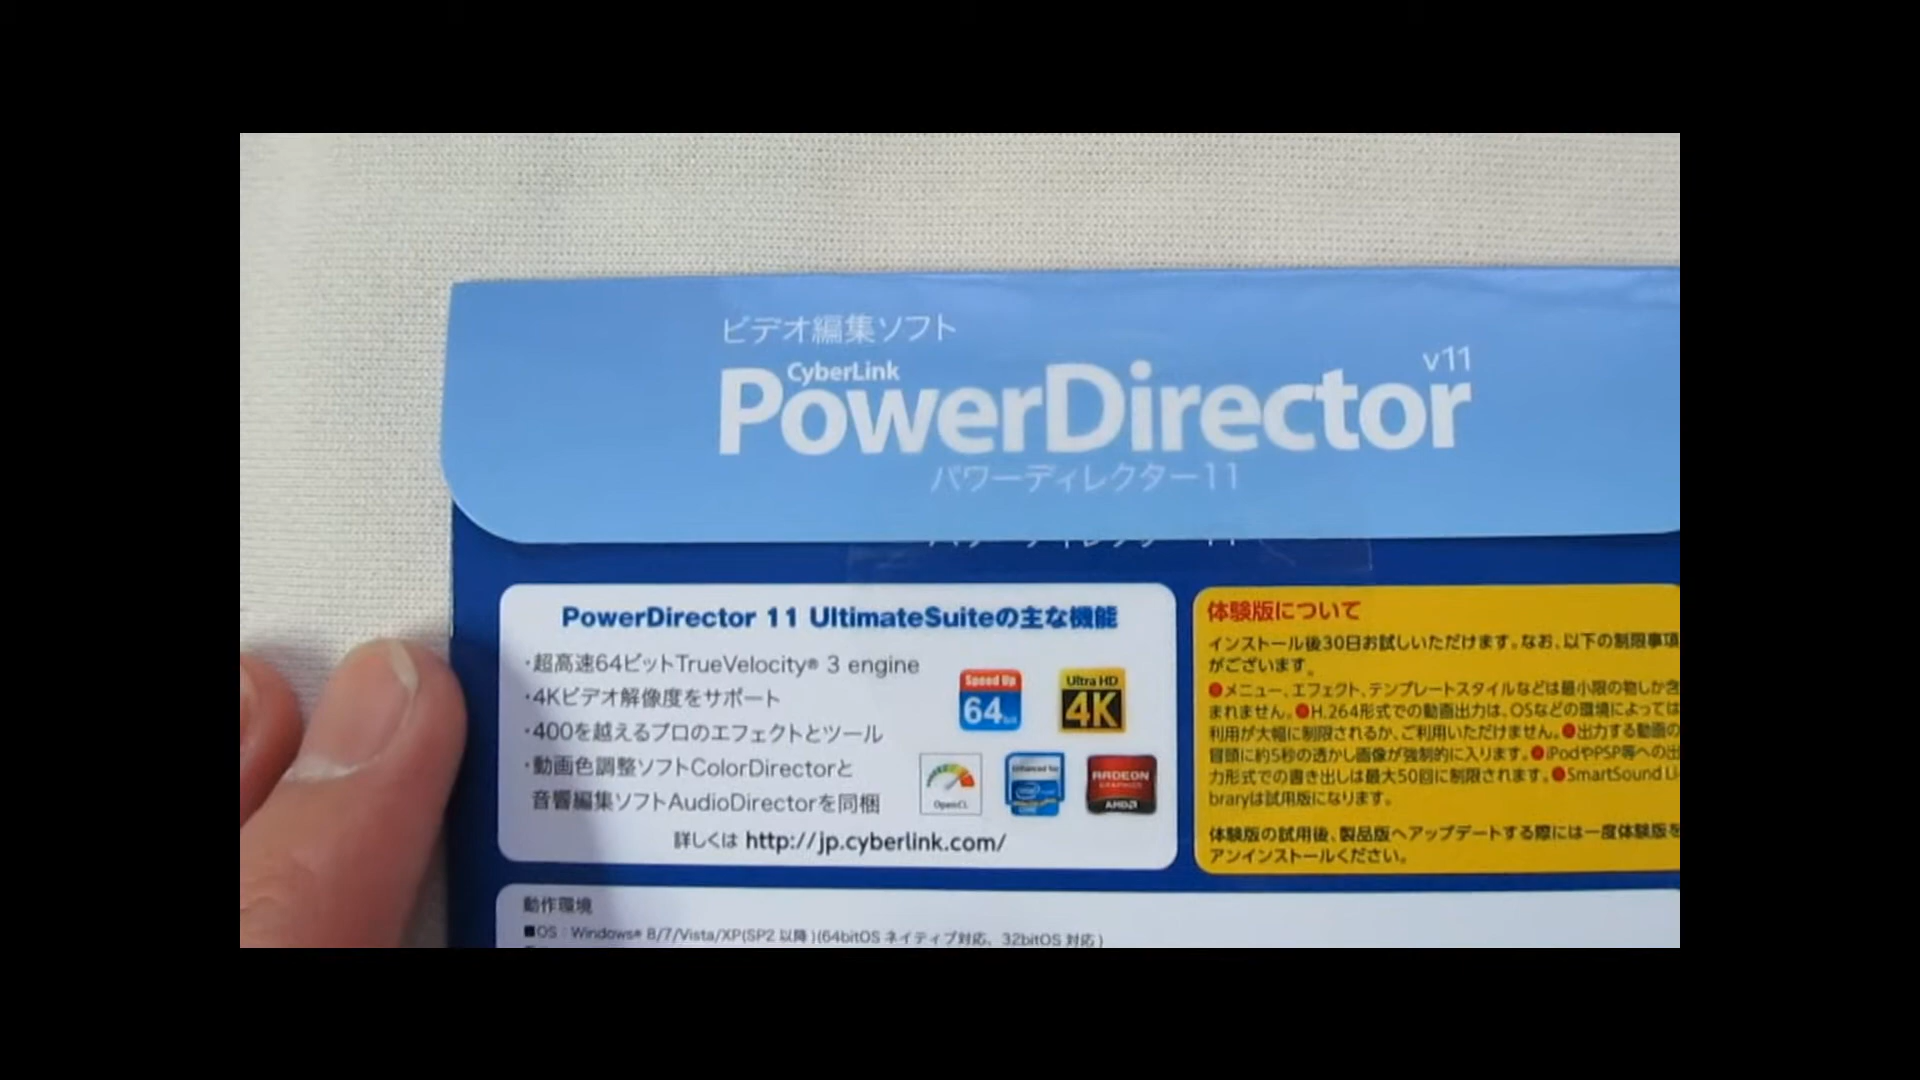 ビデオ編集ソフト
CyberLink
PowerDirector v11
パワーディレクター11
PowerDirector 11 UltimateSuiteの主な機能
・超高速64ビットTrueVelocity® 3 engine
・4Kビデオ解像度をサポート
・400を越えるプロのエフェクトとツール
・動画色調整ソフトColorDirectorと
音響編集ソフトAudioDirectorを同梱
詳しくは http://jp.cyberlink.com/
Speed Up
64 bit
Ultra HD
4K
OpenCL
Enhanced for
intel
RADEON
GRAPHICS
AMD
体験版について
インストール後30日お試しいただけます。なお、以下の制限事項
がございます。
●メニュー、エフェクト、テンプレートスタイルなどは最小限の物しか含
まれません。●H.264形式での動画出力は、OSなどの環境によっては
利用が大幅に制限されるか、ご利用いただけません。●出力する動画の
冒頭に約5秒の透かし画像が強制的に入ります。●iPodやPSP等への出
力形式での書き出しは最大50回に制限されます。●SmartSound Li-
braryは試用版になります。
体験版の試用後、製品版へアップデートする際には一度体験版を
アンインストールください。
動作環境
■OS：Windows® 8/7/Vista/XP(SP2 以降)(64bitOS ネイティブ対応、32bitOS 対応)